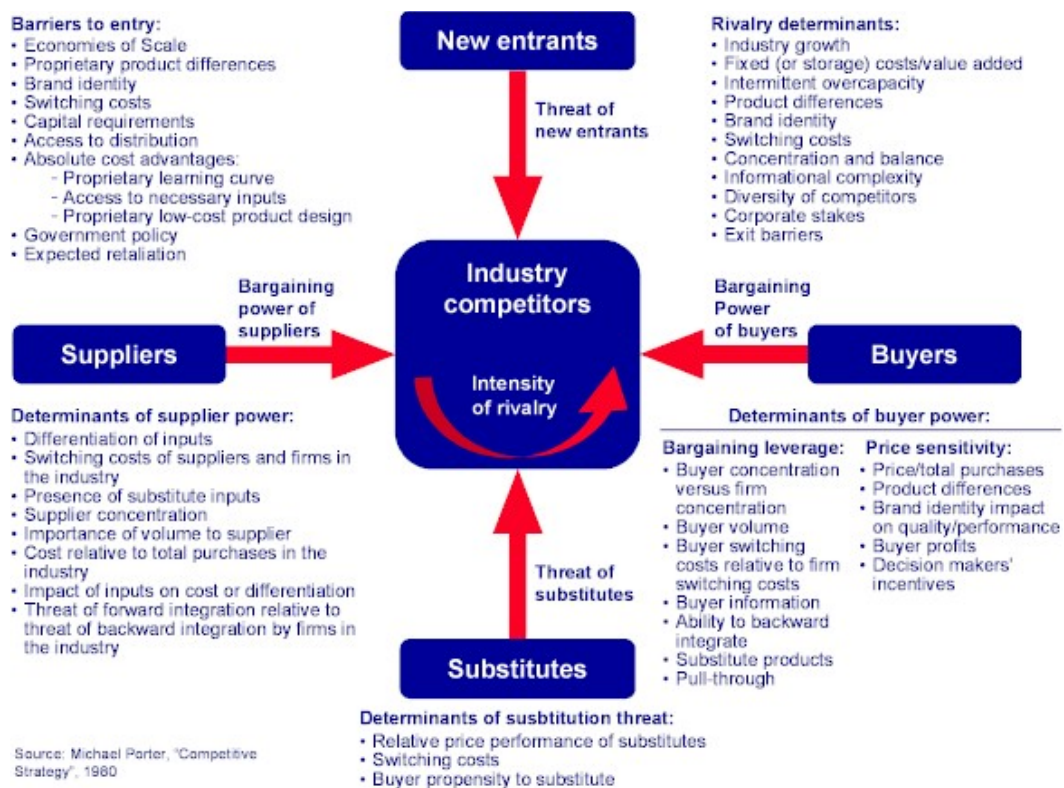 Barriers to entry:
• Economies of Scale
• Proprietary product differences
• Brand identity
• Switching costs
• Capital requirements
• Access to distribution
• Absolute cost advantages:
- Proprietary learning curve
- Access to necessary inputs
- Proprietary low-cost product design
• Government policy
• Expected retaliation
New entrants
Threat of
new entrants
Rivalry determinants:
• Industry growth
• Fixed (or storage) costs/value added
• Intermittent overcapacity
• Product differences
• Brand identity
• Switching costs
• Concentration and balance
• Informational complexity
• Diversity of competitors
• Corporate stakes
• Exit barriers
Suppliers
Bargaining
power of
suppliers
Industry
competitors
Intensity
of rivalry
Bargaining
Power
of buyers
Buyers
Determinants of supplier power:
• Differentiation of inputs
• Switching costs of suppliers and firms in
the industry
• Presence of substitute inputs
• Supplier concentration
• Importance of volume to supplier
• Cost relative to total purchases in the
industry
• Impact of inputs on cost or differentiation
• Threat of forward integration relative to
threat of backward integration by firms in
the industry
Threat of
substitutes
Substitutes
Determinants of buyer power:
Bargaining leverage:
• Buyer concentration
versus firm
concentration
• Buyer volume
• Buyer switching
costs relative to firm
switching costs
• Buyer information
• Ability to backward
integrate
• Substitute products
• Pull-through
Price sensitivity:
• Price/total purchases
• Product differences
• Brand identity impact
on quality/performance
• Buyer profits
• Decision makers'
incentives
Determinants of susbtitution threat:
• Relative price performance of substitutes
• Switching costs
• Buyer propensity to substitute
Source: Michael Porter, "Competitive
Strategy", 1980